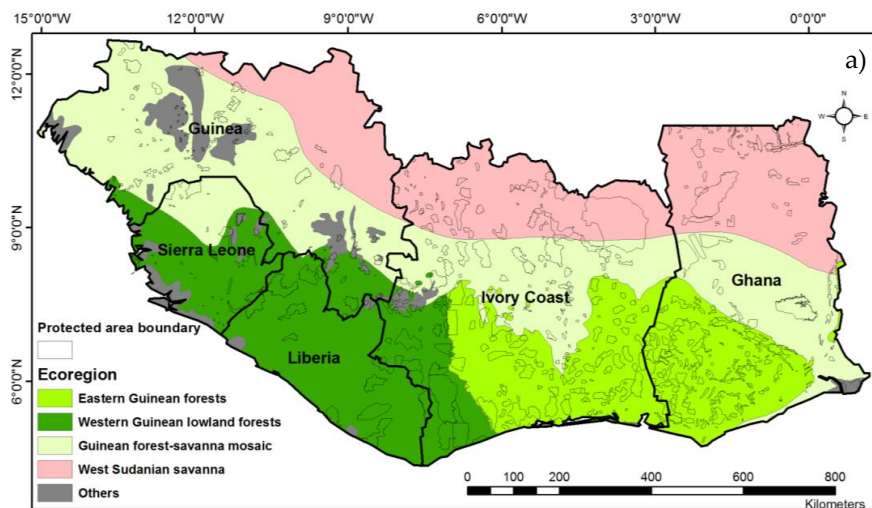 15°0'0"W 12°0'0"W 9°0'0"W 6°0'0"W 3°0'0"W 0°0'0"
a)
12°0'0"N
N
W E
S
Guinea
9°0'0"N
Sierra Leone
Ivory Coast
Ghana
Protected area boundary
Liberia
6°0'0"N
Ecoregion
Eastern Guinean forests
Western Guinean lowland forests
Guinean forest-savanna mosaic
West Sudanian savanna
Others
0 100 200 400 600 800
Kilometers